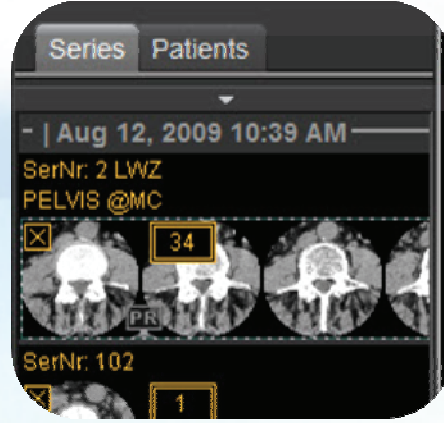 Series Patients
- | Aug 12, 2009 10:39 AM
SerNr: 2 LWZ
PELVIS @MC
34
PR
SerNr: 102
1